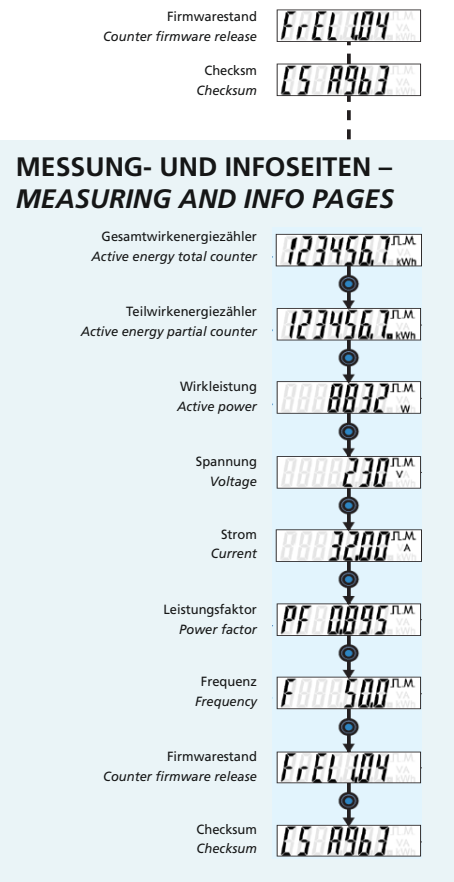 Firmwarestand
Counter firmware release
FrEL 1.04
Checksm
Checksum
CS A9b3
MESSUNG- UND INFOSEITEN –
MEASURING AND INFO PAGES
Gesamtwirkenergiezähler
Active energy total counter
123456,7 kWh
Teilwirkenergiezähler
Active energy partial counter
123456,7 kWh
Wirkleistung
Active power
8832 W
Spannung
Voltage
230 V
Strom
Current
32.00 A
Leistungsfaktor
Power factor
PF 0.895
Frequenz
Frequency
F 50.0
Firmwarestand
Counter firmware release
FrEL 1.04
Checksum
Checksum
CS A9b3